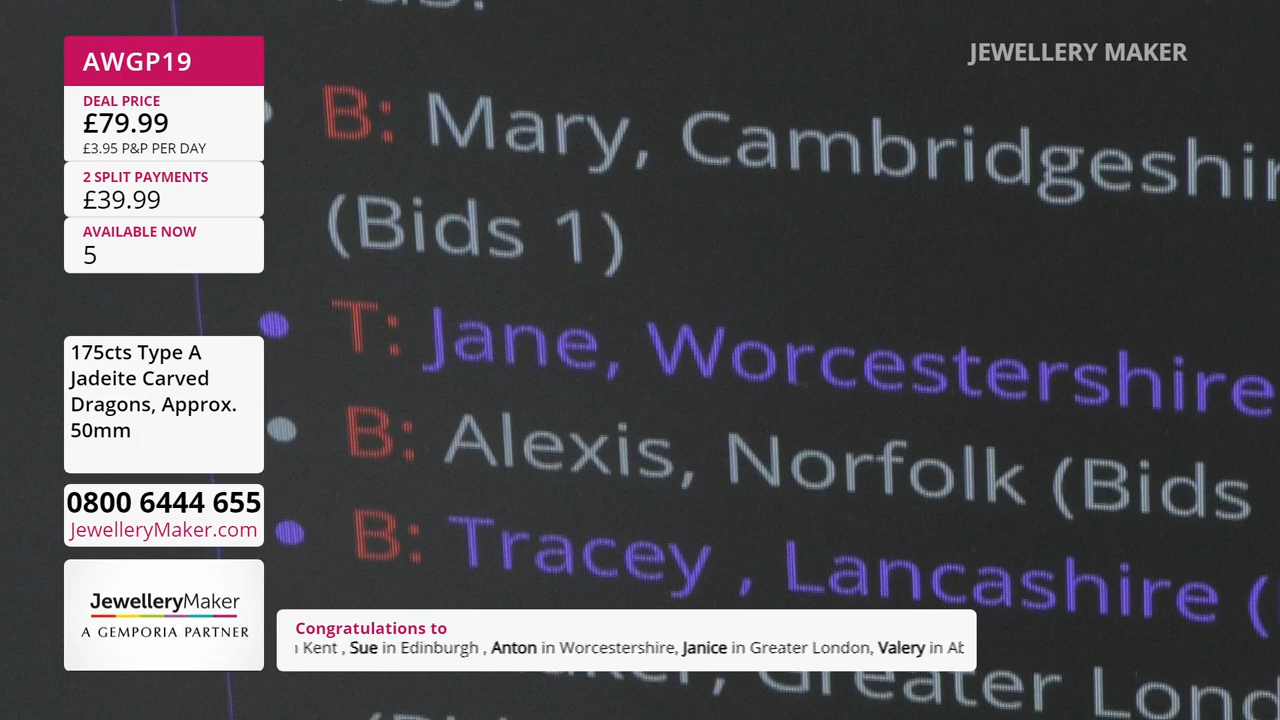 AWGP19
DEAL PRICE
£79.99
£3.95 P&P PER DAY
2 SPLIT PAYMENTS
£39.99
AVAILABLE NOW
5
175cts Type A
Jadeite Carved
Dragons, Approx.
50mm
0800 6444 655
JewelleryMaker.com
JewelleryMaker
A GEMPORIA PARTNER
JEWELLERY MAKER
B: Mary, Cambridgeshir
(Bids 1)
T: Jane, Worcestershire
B: Alexis, Norfolk (Bids
B: Tracey , Lancashire (
Greater Lond
Congratulations to
Kent , Sue in Edinburgh , Anton in Worcestershire, Janice in Greater London, Valery in